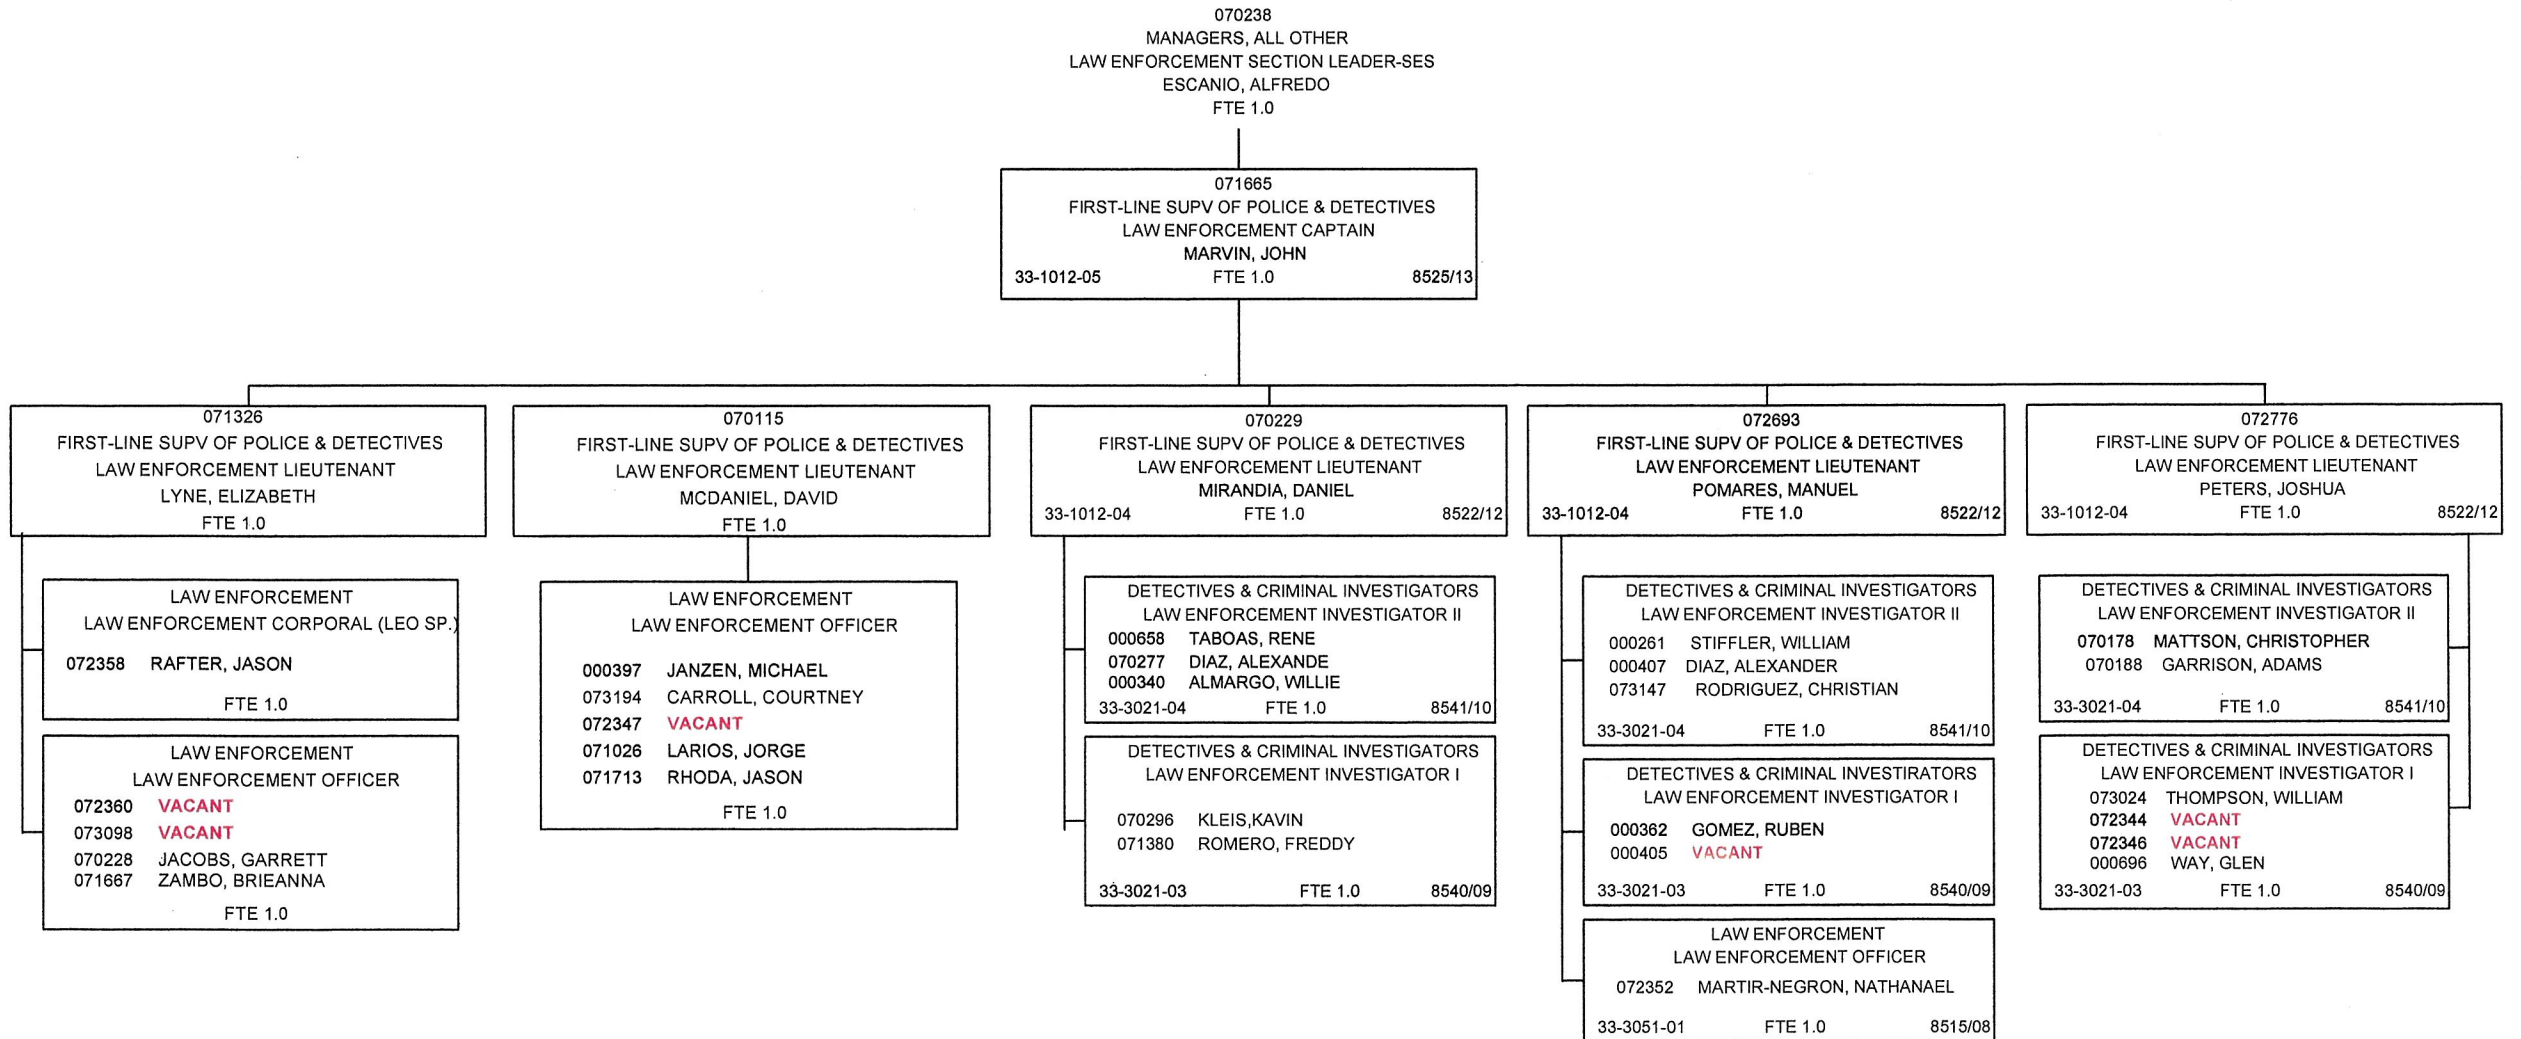 070238
MANAGERS, ALL OTHER
LAW ENFORCEMENT SECTION LEADER-SES
ESCANIO, ALFREDO
FTE 1.0
071665
FIRST-LINE SUPV OF POLICE & DETECTIVES
LAW ENFORCEMENT CAPTAIN
MARVIN, JOHN
33-1012-05 FTE 1.0 8525/13
071326
FIRST-LINE SUPV OF POLICE & DETECTIVES
LAW ENFORCEMENT LIEUTENANT
LYNE, ELIZABETH
FTE 1.0
LAW ENFORCEMENT
LAW ENFORCEMENT CORPORAL (LEO SP.)
072358 RAFTER, JASON
FTE 1.0
LAW ENFORCEMENT
LAW ENFORCEMENT OFFICER
072360 VACANT
073098 VACANT
070228 JACOBS, GARRETT
071667 ZAMBO, BRIEANNA
FTE 1.0
070115
FIRST-LINE SUPV OF POLICE & DETECTIVES
LAW ENFORCEMENT LIEUTENANT
MCDANIEL, DAVID
FTE 1.0
LAW ENFORCEMENT
LAW ENFORCEMENT OFFICER
000397 JANZEN, MICHAEL
073194 CARROLL, COURTNEY
072347 VACANT
071026 LARIOS, JORGE
071713 RHODA, JASON
FTE 1.0
070229
FIRST-LINE SUPV OF POLICE & DETECTIVES
LAW ENFORCEMENT LIEUTENANT
MIRANDIA, DANIEL
33-1012-04 FTE 1.0 8522/12
DETECTIVES & CRIMINAL INVESTIGATORS
LAW ENFORCEMENT INVESTIGATOR II
000658 TABOAS, RENE
070277 DIAZ, ALEXANDE
000340 ALMARGO, WILLIE
33-3021-04 FTE 1.0 8541/10
DETECTIVES & CRIMINAL INVESTIGATORS
LAW ENFORCEMENT INVESTIGATOR I
070296 KLEIS,KAVIN
071380 ROMERO, FREDDY
33-3021-03 FTE 1.0 8540/09
072693
FIRST-LINE SUPV OF POLICE & DETECTIVES
LAW ENFORCEMENT LIEUTENANT
POMARES, MANUEL
33-1012-04 FTE 1.0 8522/12
DETECTIVES & CRIMINAL INVESTIGATORS
LAW ENFORCEMENT INVESTIGATOR II
000261 STIFFLER, WILLIAM
000407 DIAZ, ALEXANDER
073147 RODRIGUEZ, CHRISTIAN
33-3021-04 FTE 1.0 8541/10
DETECTIVES & CRIMINAL INVESTIRATORS
LAW ENFORCEMENT INVESTIGATOR I
000362 GOMEZ, RUBEN
000405 VACANT
33-3021-03 FTE 1.0 8540/09
LAW ENFORCEMENT
LAW ENFORCEMENT OFFICER
072352 MARTIR-NEGRON, NATHANAEL
33-3051-01 FTE 1.0 8515/08
072776
FIRST-LINE SUPV OF POLICE & DETECTIVES
LAW ENFORCEMENT LIEUTENANT
PETERS, JOSHUA
33-1012-04 FTE 1.0 8522/12
DETECTIVES & CRIMINAL INVESTIGATORS
LAW ENFORCEMENT INVESTIGATOR II
070178 MATTSON, CHRISTOPHER
070188 GARRISON, ADAMS
33-3021-04 FTE 1.0 8541/10
DETECTIVES & CRIMINAL INVESTIGATORS
LAW ENFORCEMENT INVESTIGATOR I
073024 THOMPSON, WILLIAM
072344 VACANT
072346 VACANT
000696 WAY, GLEN
33-3021-03 FTE 1.0 8540/09